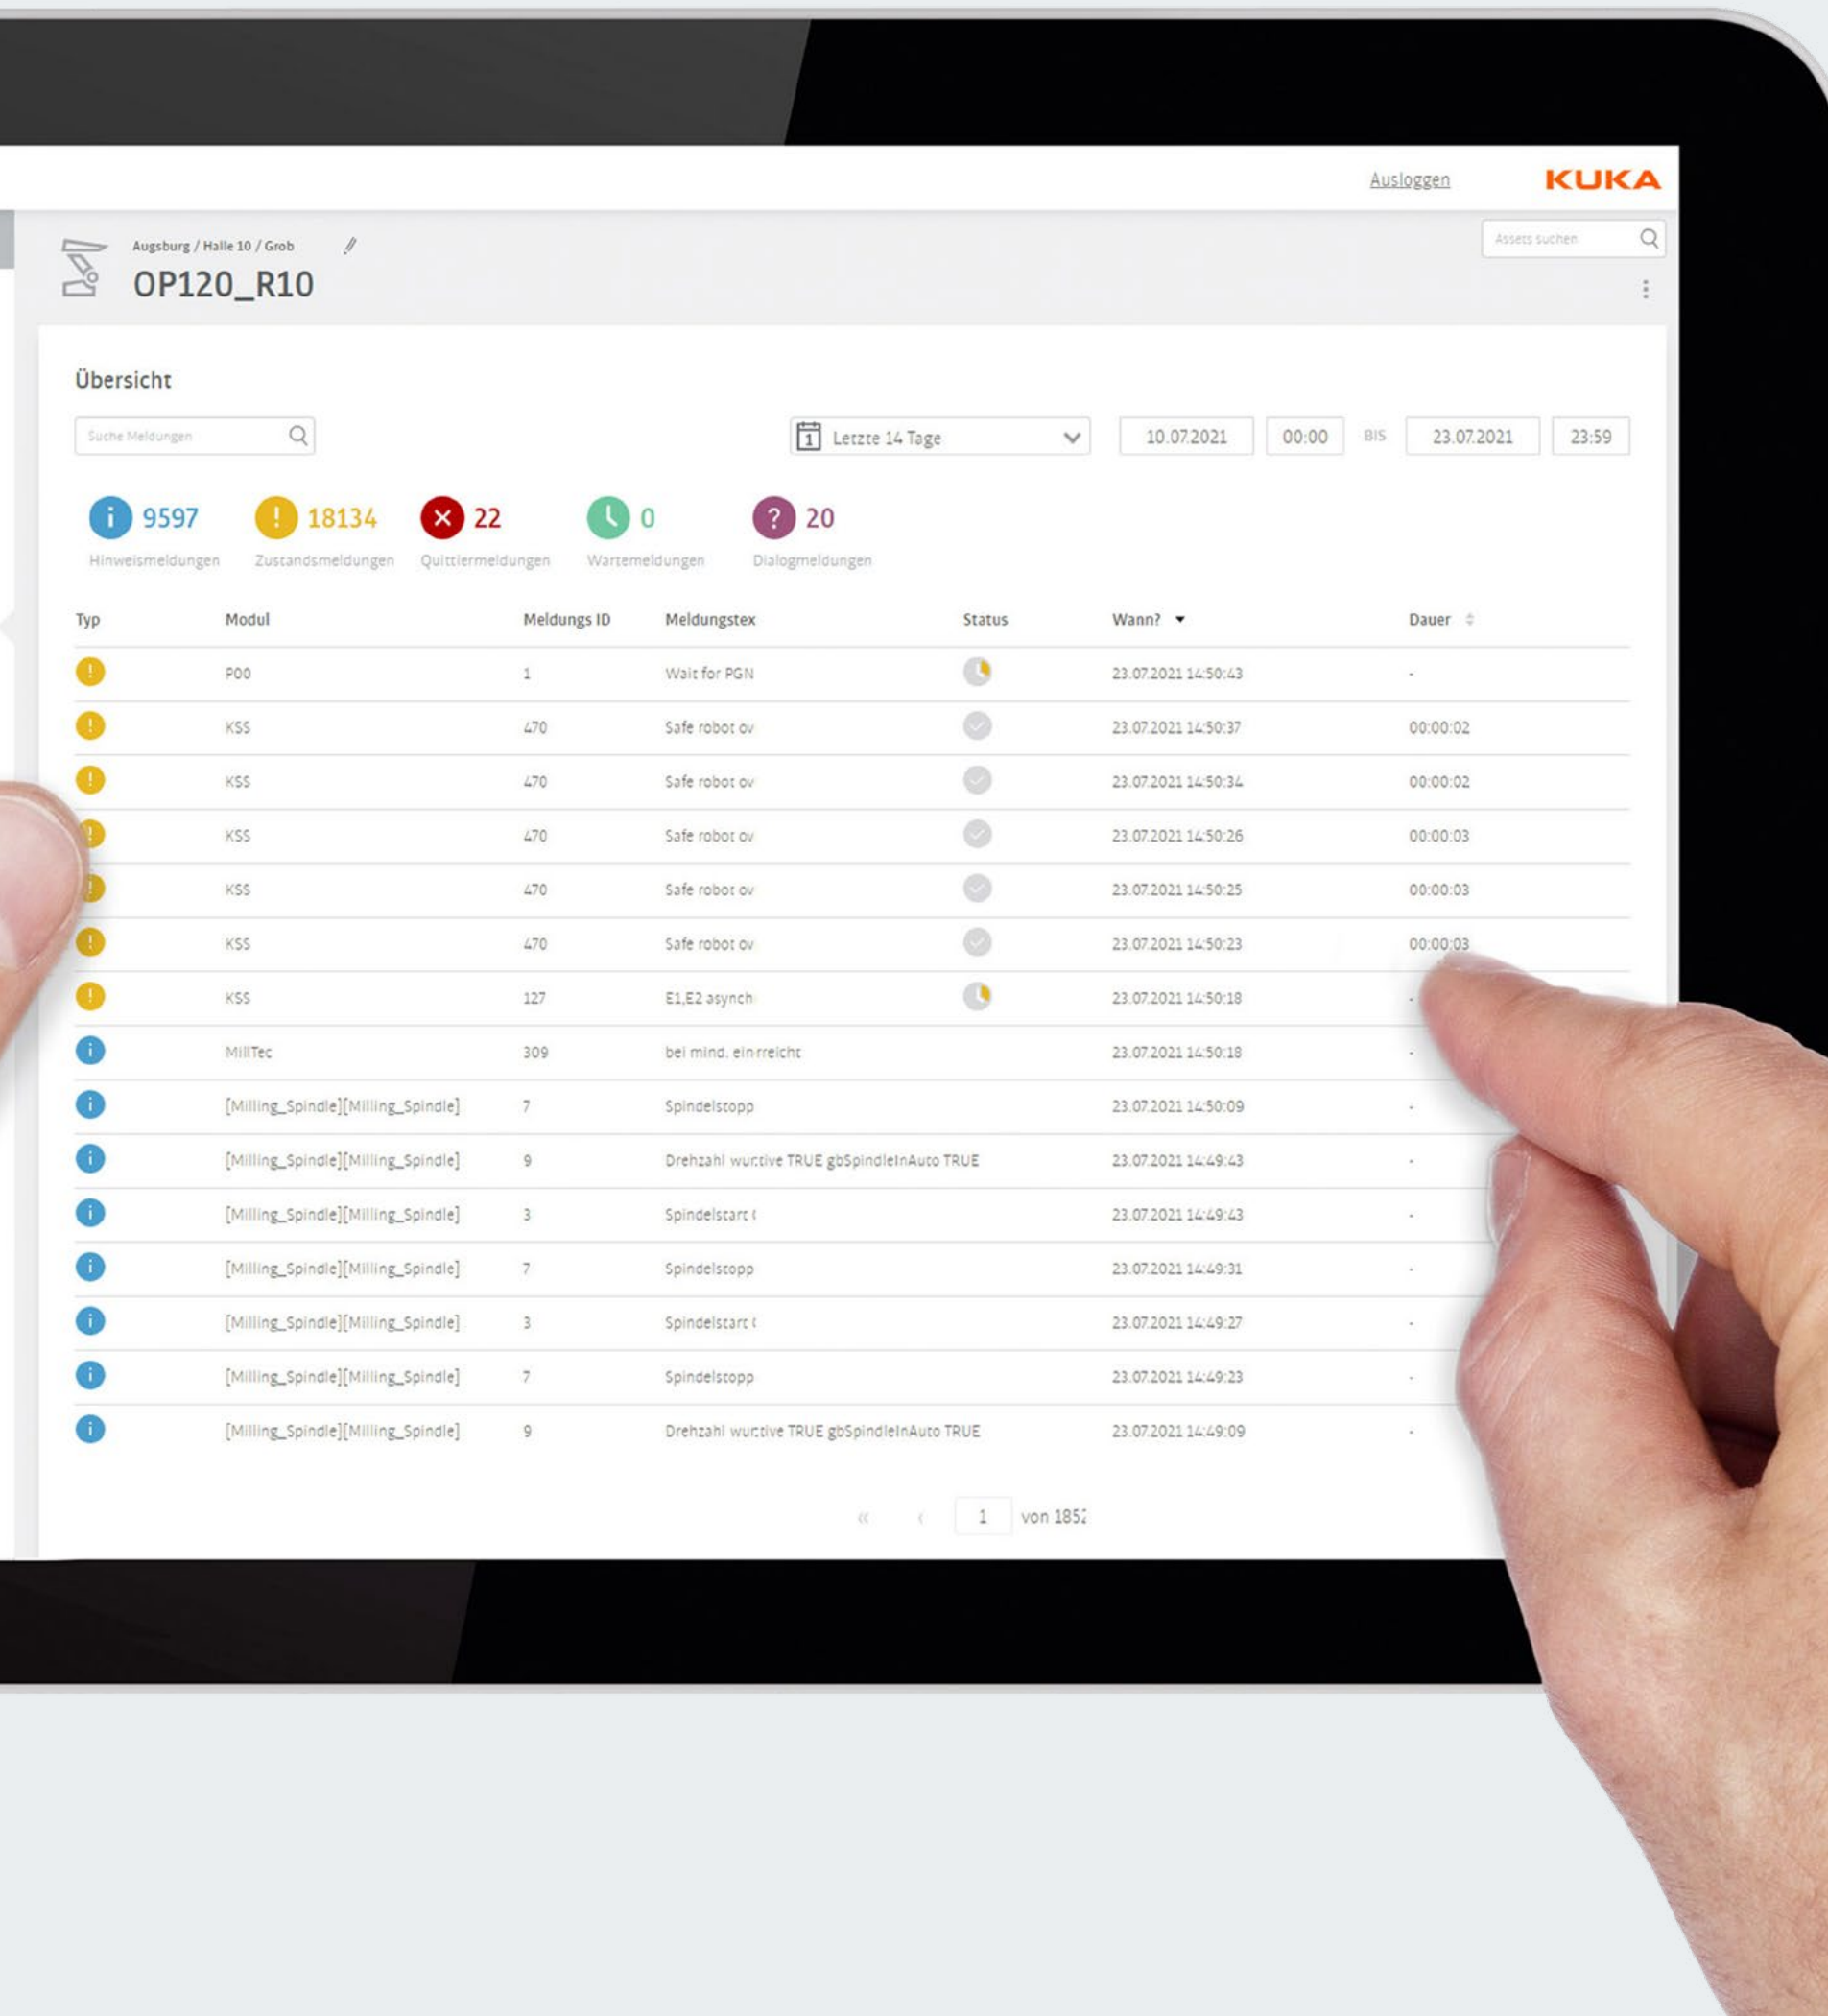 Ausloggen KUKA
Augsburg / Halle 10 / Grob
OP120_R10
Assets suchen
Übersicht
Suche Meldungen
1 Letzte 14 Tage 10.07.2021 00:00 BIS 23.07.2021 23:59
9597 18134 22 0 20
Hinweismeldungen Zustandsmeldungen Quittiermeldungen Wartemeldungen Dialogmeldungen
Typ Modul Meldungs ID Meldungstex Status Wann? Dauer
P00 1 Wait for PGN 23.07.2021 14:50:43 -
KSS 470 Safe robot ov 23.07.2021 14:50:37 00:00:02
KSS 470 Safe robot ov 23.07.2021 14:50:34 00:00:02
KSS 470 Safe robot ov 23.07.2021 14:50:26 00:00:03
KSS 470 Safe robot ov 23.07.2021 14:50:25 00:00:03
KSS 470 Safe robot ov 23.07.2021 14:50:23 00:00:03
KSS 127 E1,E2 asynch 23.07.2021 14:50:18 -
MillTec 309 bei mind. einrreicht 23.07.2021 14:50:18 -
[Milling_Spindle][Milling_Spindle] 7 Spindelstopp 23.07.2021 14:50:09 -
[Milling_Spindle][Milling_Spindle] 9 Drehzahl wurctive TRUE gbSpindleInAuto TRUE 23.07.2021 14:49:43 -
[Milling_Spindle][Milling_Spindle] 3 Spindelstart 23.07.2021 14:49:43 -
[Milling_Spindle][Milling_Spindle] 7 Spindelstopp 23.07.2021 14:49:31 -
[Milling_Spindle][Milling_Spindle] 3 Spindelstart 23.07.2021 14:49:27 -
[Milling_Spindle][Milling_Spindle] 7 Spindelstopp 23.07.2021 14:49:23 -
[Milling_Spindle][Milling_Spindle] 9 Drehzahl wurctive TRUE gbSpindleInAuto TRUE 23.07.2021 14:49:09 -
« ‹ 1 von 1852